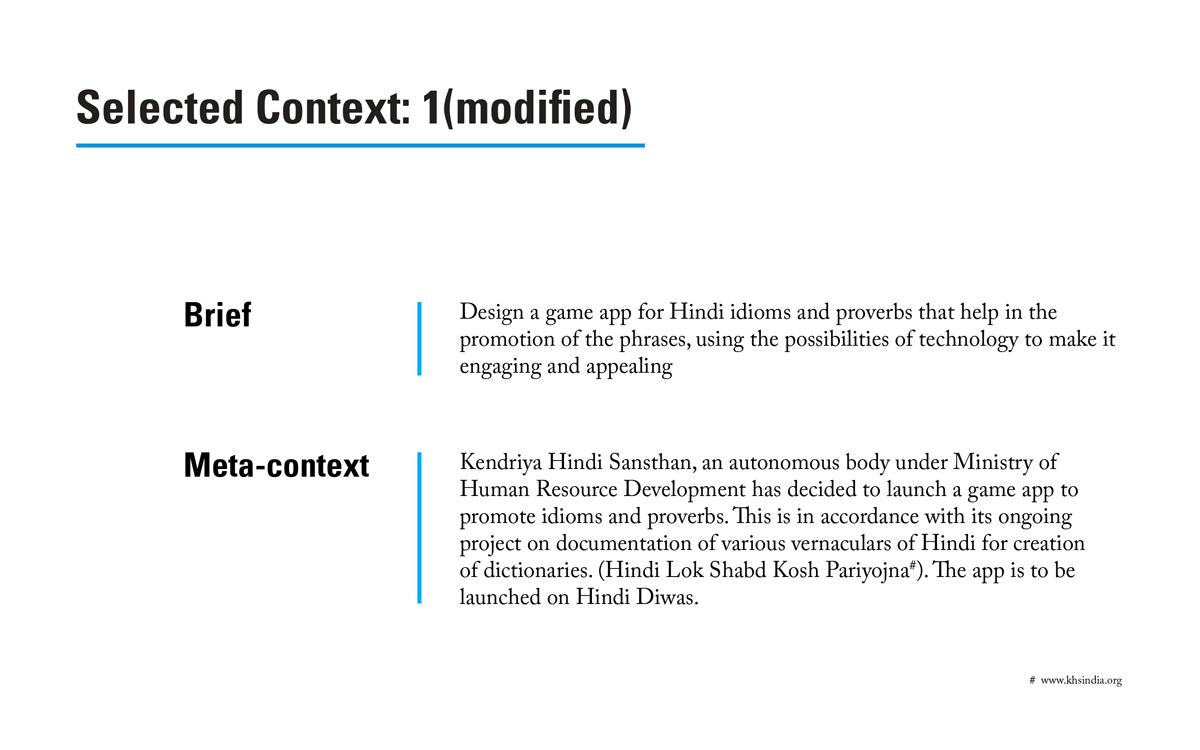 Selected Context: 1(modified)
Brief
Design a game app for Hindi idioms and proverbs that help in the
promotion of the phrases, using the possibilities of technology to make it
engaging and appealing
Meta-context
Kendriya Hindi Sansthan, an autonomous body under Ministry of
Human Resource Development has decided to launch a game app to
promote idioms and proverbs. This is in accordance with its ongoing
project on documentation of various vernaculars of Hindi for creation
of dictionaries. (Hindi Lok Shabd Kosh Pariyojna#). The app is to be
launched on Hindi Diwas.
# www.khsindia.org